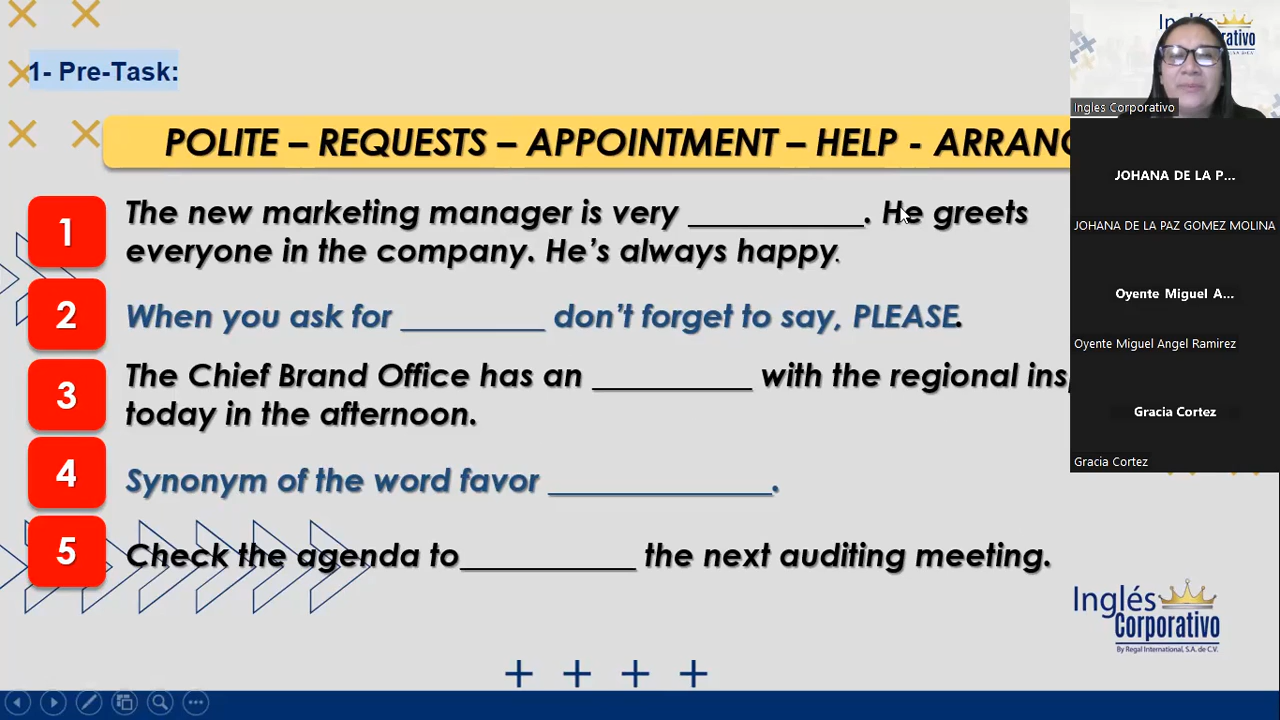 1- Pre-Task:
POLITE – REQUESTS – APPOINTMENT – HELP - ARRANG
1
The new marketing manager is very __________. He greets
everyone in the company. He's always happy.
2
When you ask for _________ don't forget to say, PLEASE.
3
The Chief Brand Office has an __________ with the regional
today in the afternoon.
4
Synonym of the word favor ______________.
5
Check the agenda to___________ the next auditing meeting.
Ingles Corporativo
JOHANA DE LA P...
JOHANA DE LA PAZ GOMEZ MOLINA
Oyente Miguel A...
Oyente Miguel Angel Ramirez
Gracia Cortez
Gracia Cortez
Inglés
Corporativo
By Regal International, S.A. de C.V.